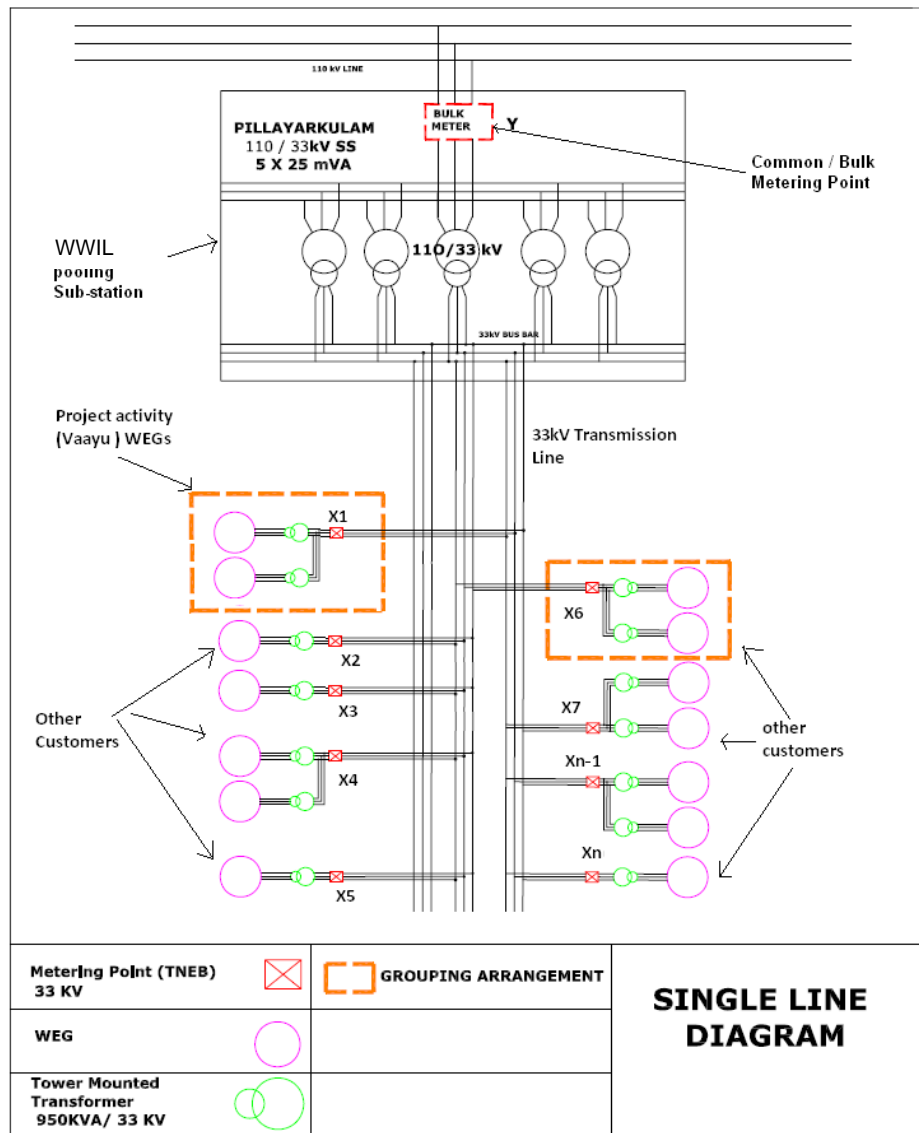 110 kV LINE
BULK
METER
Y
PILLAYARKULAM
110 / 33kV SS
5 X 25 mVA
Common / Bulk
Metering Point
WWIL
pooling
Sub-station
110/33 kV
33kV BUS BAR
Project activity
(Vaayu ) WEGs
33kV Transmission
Line
X1
X6
X2
X3
X7
Other
Customers
other
customers
X4
Xn-1
Xn
X5
Metering Point (TNEB)
33 KV
GROUPING ARRANGEMENT
SINGLE LINE
DIAGRAM
WEG
Tower Mounted
Transformer
950KVA/ 33 KV